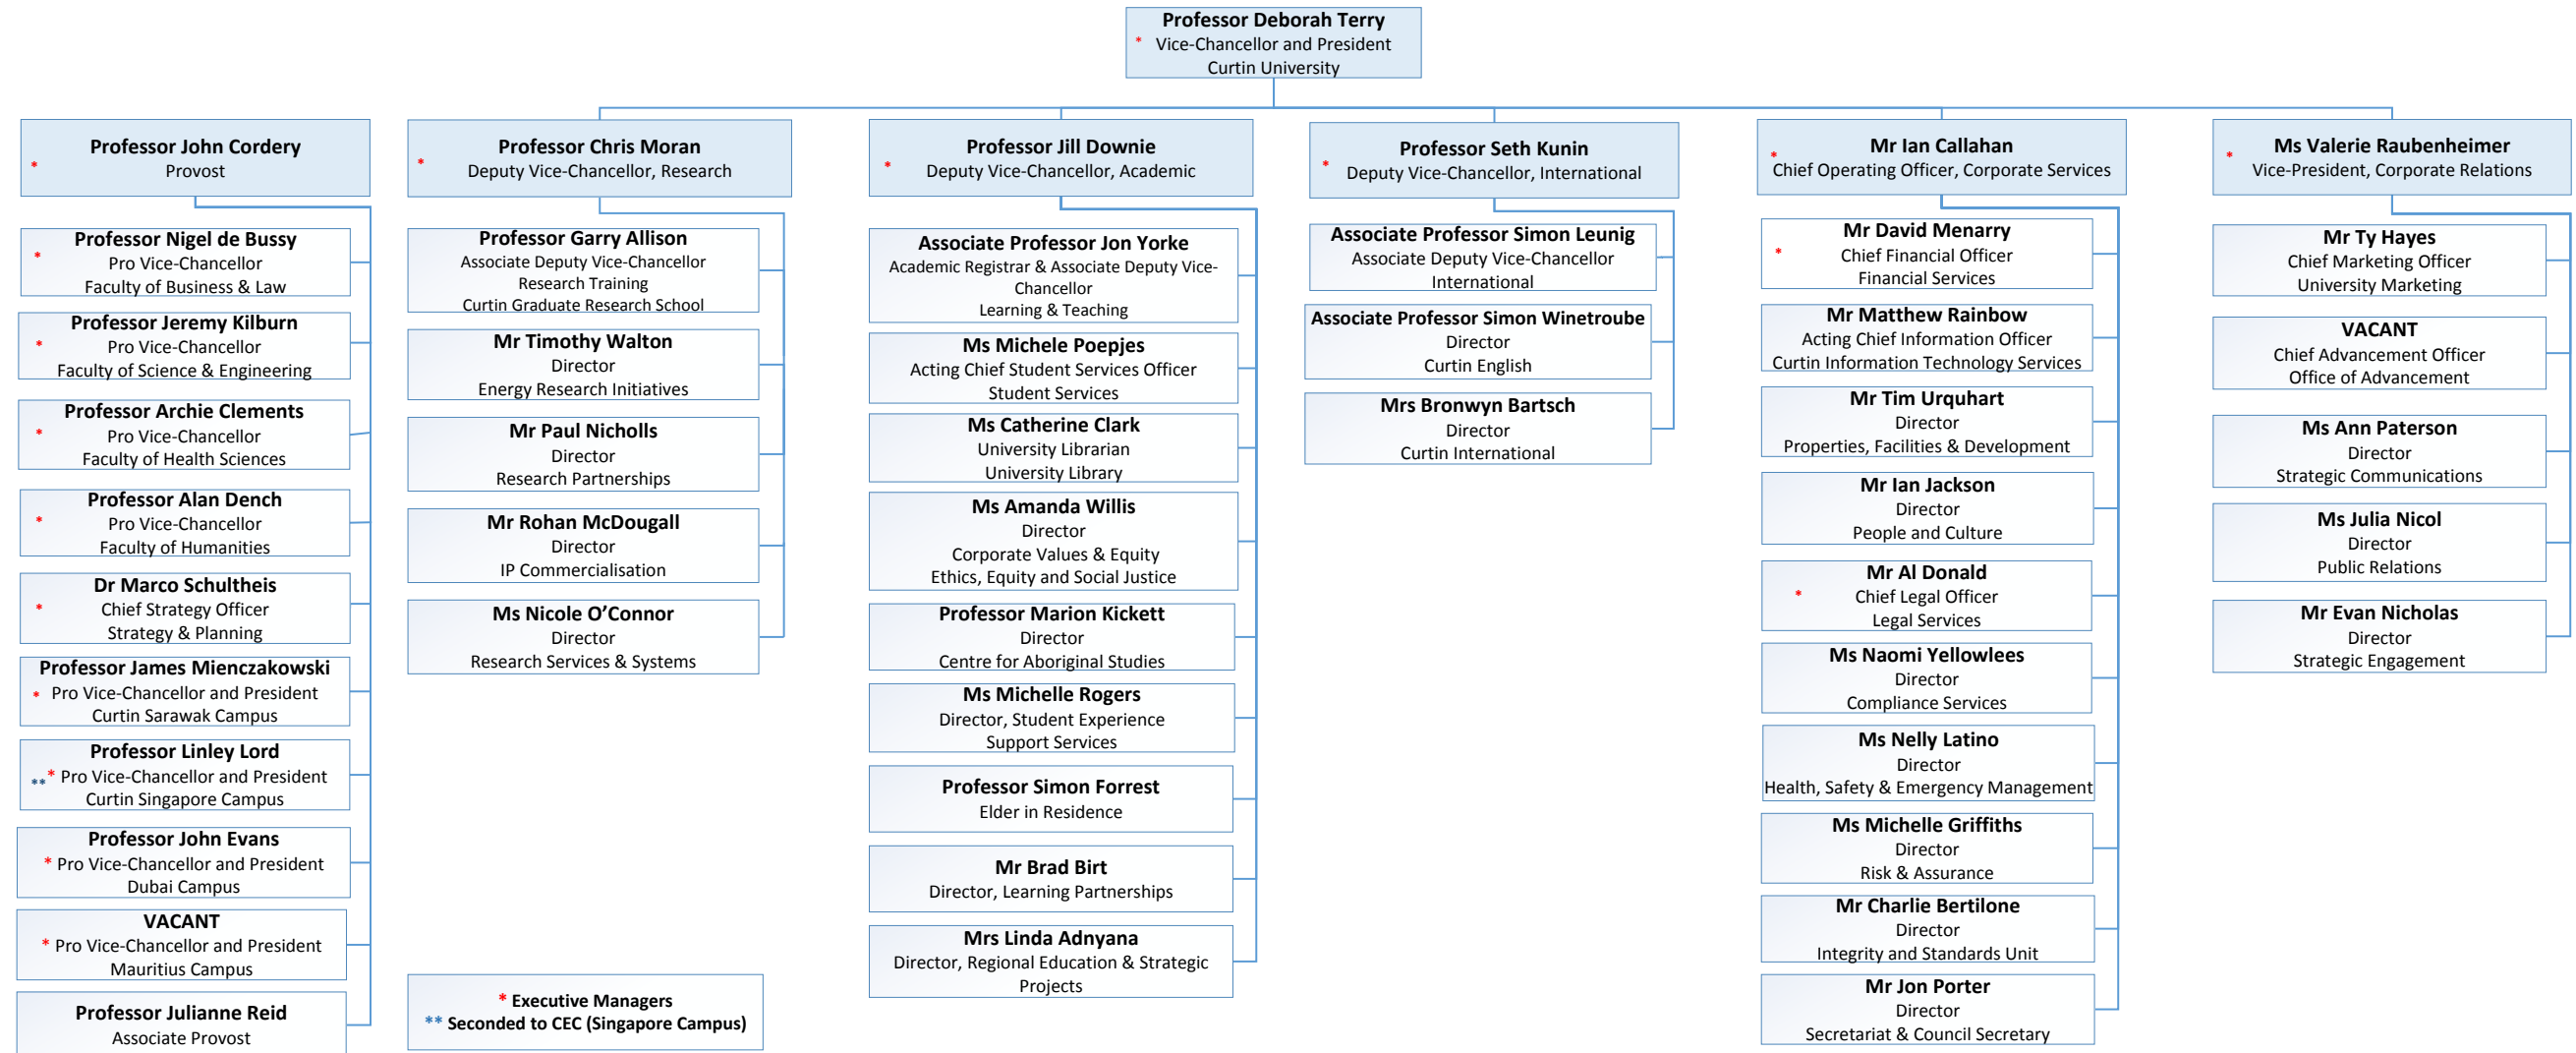 Professor Deborah Terry
* Vice-Chancellor and President
Curtin University
Professor John Cordery
* Provost
Professor Nigel de Bussy
* Pro Vice-Chancellor
Faculty of Business & Law
Professor Jeremy Kilburn
* Pro Vice-Chancellor
Faculty of Science & Engineering
Professor Archie Clements
* Pro Vice-Chancellor
Faculty of Health Sciences
Professor Alan Dench
* Pro Vice-Chancellor
Faculty of Humanities
Dr Marco Schultheis
* Chief Strategy Officer
Strategy & Planning
Professor James Mienczakowski
* Pro Vice-Chancellor and President
Curtin Sarawak Campus
Professor Linley Lord
** * Pro Vice-Chancellor and President
Curtin Singapore Campus
Professor John Evans
* Pro Vice-Chancellor and President
Dubai Campus
VACANT
* Pro Vice-Chancellor and President
Mauritius Campus
Professor Julianne Reid
Associate Provost
Professor Chris Moran
* Deputy Vice-Chancellor, Research
Professor Garry Allison
Associate Deputy Vice-Chancellor
Research Training
Curtin Graduate Research School
Mr Timothy Walton
Director
Energy Research Initiatives
Mr Paul Nicholls
Director
Research Partnerships
Mr Rohan McDougall
Director
IP Commercialisation
Ms Nicole O’Connor
Director
Research Services & Systems
* Executive Managers
** Seconded to CEC (Singapore Campus)
Professor Jill Downie
* Deputy Vice-Chancellor, Academic
Associate Professor Jon Yorke
Academic Registrar & Associate Deputy Vice-
Chancellor
Learning & Teaching
Ms Michele Poepjes
Acting Chief Student Services Officer
Student Services
Ms Catherine Clark
University Librarian
University Library
Ms Amanda Willis
Director
Corporate Values & Equity
Ethics, Equity and Social Justice
Professor Marion Kickett
Director
Centre for Aboriginal Studies
Ms Michelle Rogers
Director, Student Experience
Support Services
Professor Simon Forrest
Elder in Residence
Mr Brad Birt
Director, Learning Partnerships
Mrs Linda Adnyana
Director, Regional Education & Strategic
Projects
Professor Seth Kunin
* Deputy Vice-Chancellor, International
Associate Professor Simon Leunig
Associate Deputy Vice-Chancellor
International
Associate Professor Simon Winetroube
Director
Curtin English
Mrs Bronwyn Bartsch
Director
Curtin International
Mr Ian Callahan
* Chief Operating Officer, Corporate Services
Mr David Menarry
* Chief Financial Officer
Financial Services
Mr Matthew Rainbow
Acting Chief Information Officer
Curtin Information Technology Services
Mr Tim Urquhart
Director
Properties, Facilities & Development
Mr Ian Jackson
Director
People and Culture
Mr Al Donald
* Chief Legal Officer
Legal Services
Ms Naomi Yellowlees
Director
Compliance Services
Ms Nelly Latino
Director
Health, Safety & Emergency Management
Ms Michelle Griffiths
Director
Risk & Assurance
Mr Charlie Bertilone
Director
Integrity and Standards Unit
Mr Jon Porter
Director
Secretariat & Council Secretary
Ms Valerie Raubenheimer
* Vice-President, Corporate Relations
Mr Ty Hayes
Chief Marketing Officer
University Marketing
VACANT
Chief Advancement Officer
Office of Advancement
Ms Ann Paterson
Director
Strategic Communications
Ms Julia Nicol
Director
Public Relations
Mr Evan Nicholas
Director
Strategic Engagement